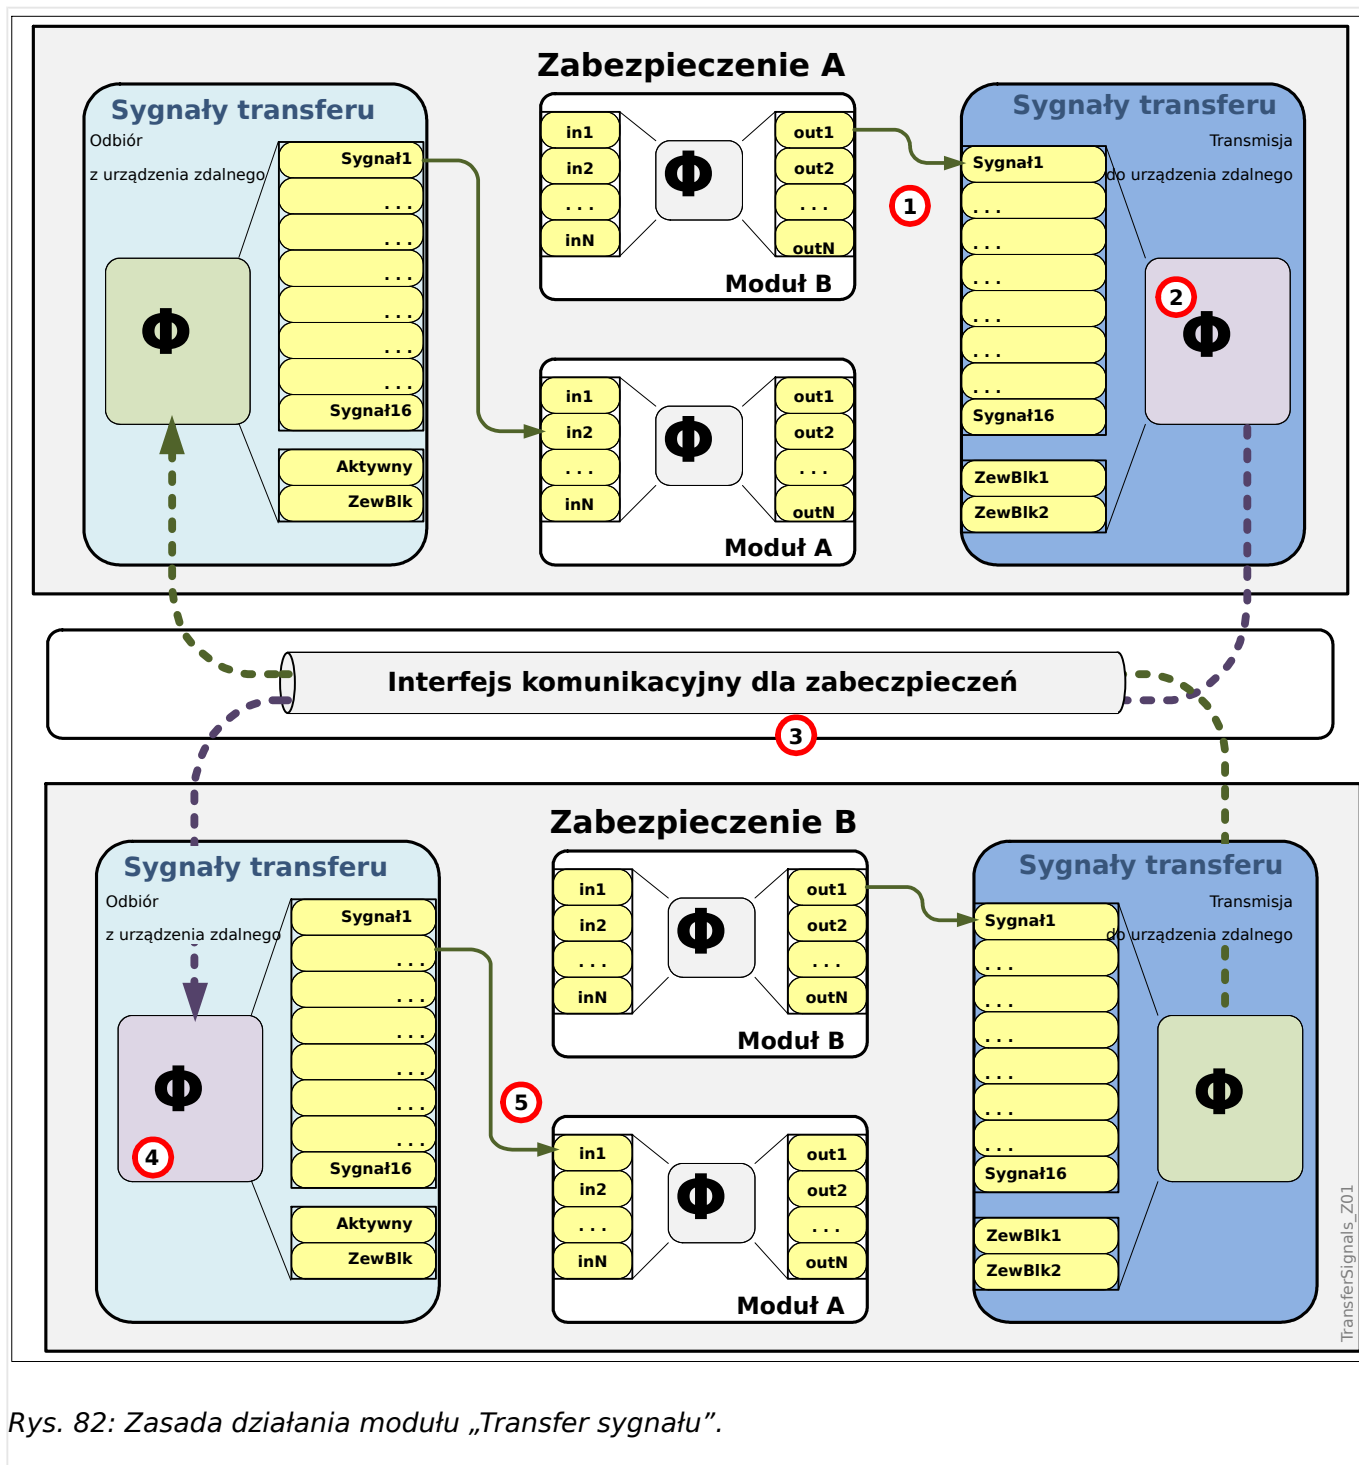 Zabezpieczenie A
Sygnały transferu
Odbiór
z urządzenia zdalnego
Sygnał1
. . .
. . .
. . .
. . .
. . .
. . .
Sygnał16
Aktywny
ZewBlk
Φ
in1
in2
. . .
inN
Φ
out1
out2
. . .
outN
Moduł B
in1
in2
. . .
inN
Φ
out1
out2
. . .
outN
Moduł A
1
Sygnały transferu
Transmisja
do urządzenia zdalnego
Sygnał1
. . .
. . .
. . .
. . .
. . .
. . .
Sygnał16
ZewBlk1
ZewBlk2
2
Φ
Interfejs komunikacyjny dla zabeczpieczeń
3
Zabezpieczenie B
Sygnały transferu
Odbiór
z urządzenia zdalnego
Sygnał1
. . .
. . .
. . .
. . .
. . .
. . .
Sygnał16
Aktywny
ZewBlk
Φ
4
in1
in2
. . .
inN
Φ
out1
out2
. . .
outN
Moduł B
5
in1
in2
. . .
inN
Φ
out1
out2
. . .
outN
Moduł A
Sygnały transferu
Transmisja
do urządzenia zdalnego
Sygnał1
. . .
. . .
. . .
. . .
. . .
. . .
Sygnał16
ZewBlk1
ZewBlk2
Φ
TransferSignals_Z01
Rys. 82: Zasada działania modułu „Transfer sygnału”.